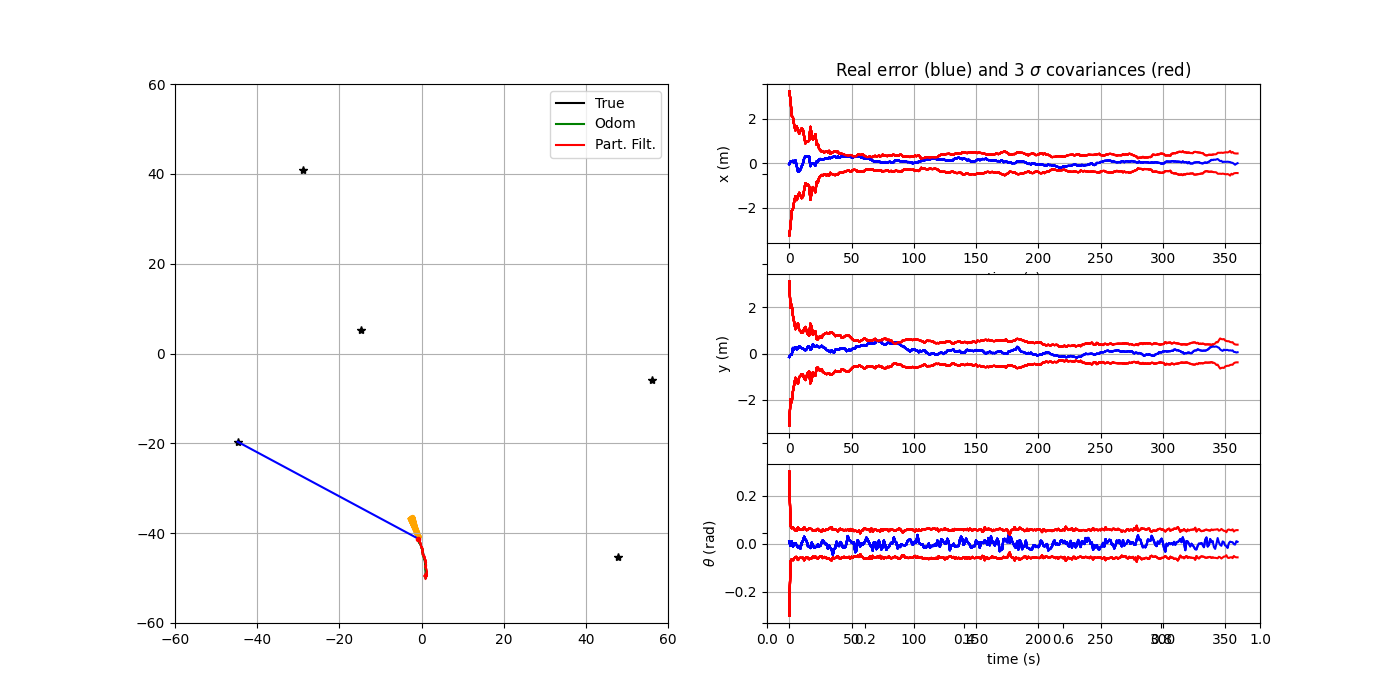 Real error (blue) and 3 σ covariances (red)
60
40
20
0
−20
−40
−60
−60 −40 −20 0 20 40 60
True
Odom
Part. Filt.
x (m)
2
0
−2
0 50 100 150 200 250 300 350
y (m)
2
0
−2
0 50 100 150 200 250 300 350
θ (rad)
0.2
0.0
−0.2
0 50 100 150 200 250 300 350
0.0 0.2 0.4 0.6 0.8 1.0
time (s)